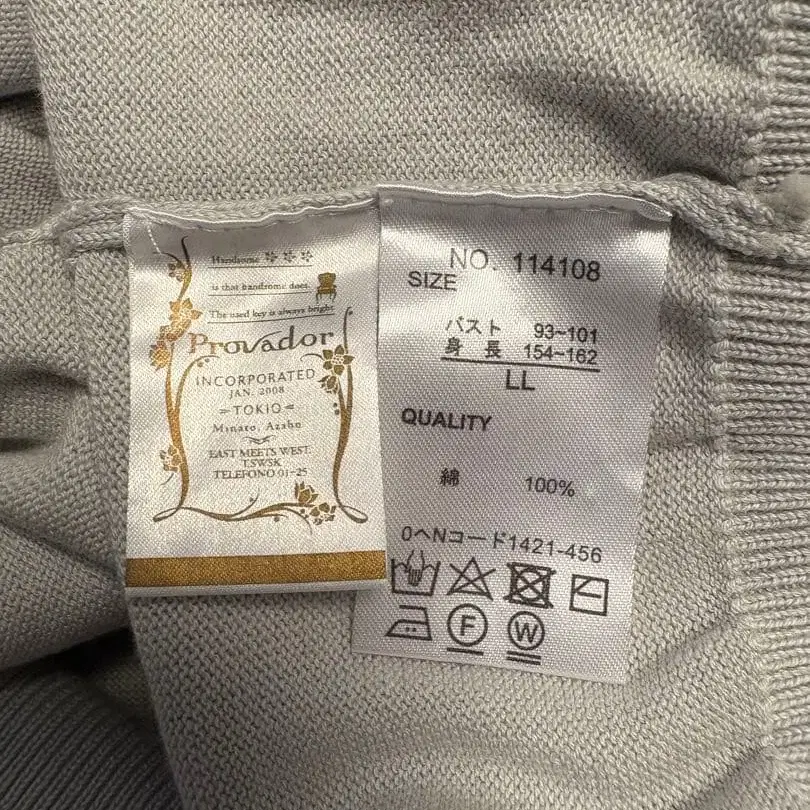 Handsome
is that handsome does
The used key is always bright
Provador
INCORPORATED
JAN. 2008
TOKIO
Minato, Azabu
EAST MEETS WEST
T.SWSK
TELEFONO 01-25
NO. 114108
SIZE
バスト 93-101
身 長 154-162
LL
QUALITY
綿 100%
0ヘNコード1421-456
F
W